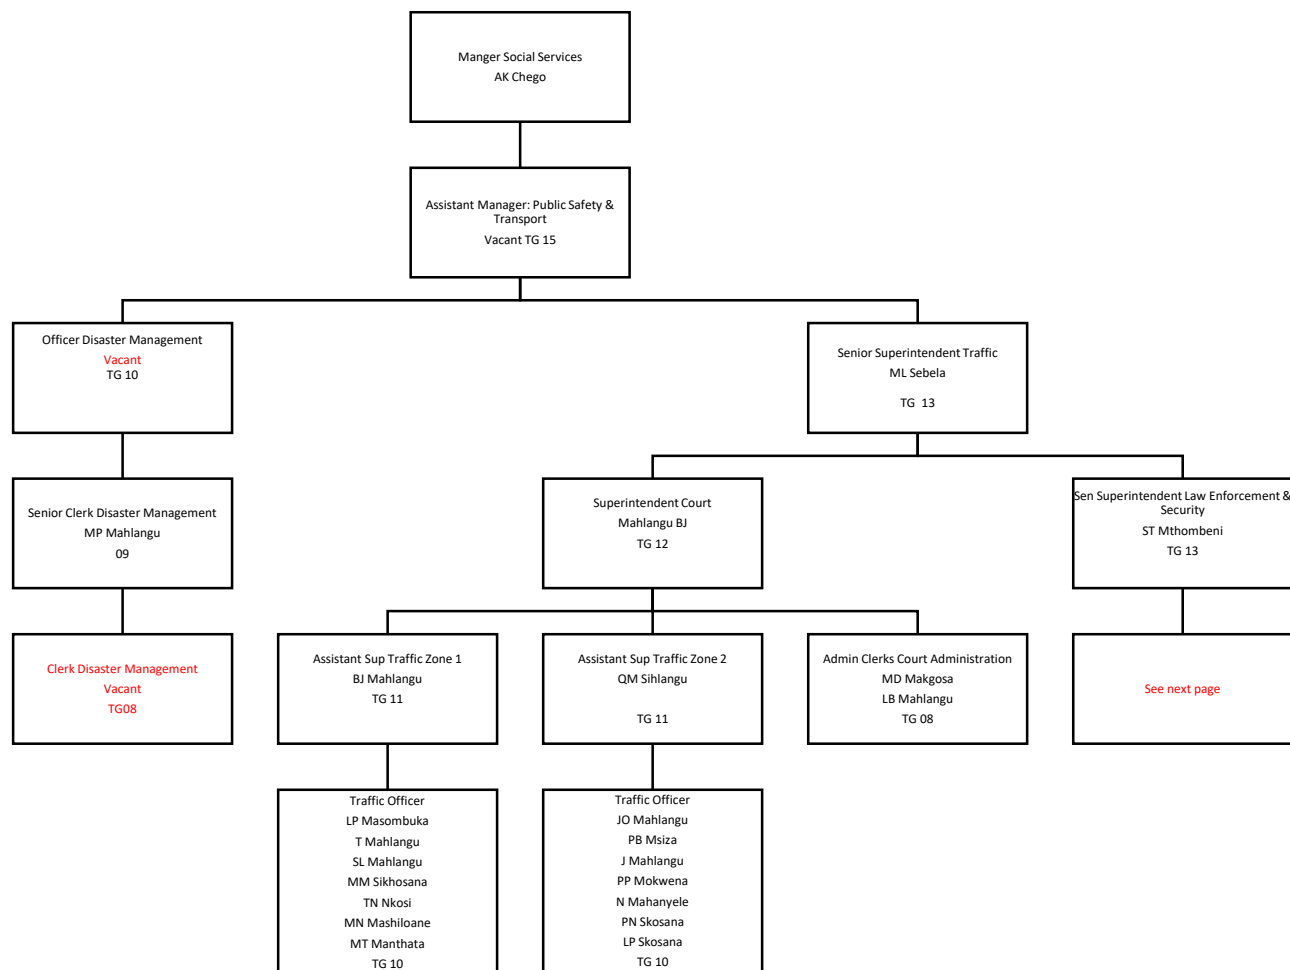 Manger Social Services
AK Chego
Assistant Manager: Public Safety &
Transport
Vacant TG 15
Officer Disaster Management
Vacant
TG 10
Senior Superintendent Traffic
ML Sebela
TG 13
Senior Clerk Disaster Management
MP Mahlangu
09
Superintendent Court
Mahlangu BJ
TG 12
Sen Superintendent Law Enforcement &
Security
ST Mthombeni
TG 13
Clerk Disaster Management
Vacant
TG08
Assistant Sup Traffic Zone 1
BJ Mahlangu
TG 11
Assistant Sup Traffic Zone 2
QM Sihlangu
TG 11
Admin Clerks Court Administration
MD Makgosa
LB Mahlangu
TG 08
See next page
Traffic Officer
LP Masombuka
T Mahlangu
SL Mahlangu
MM Sikhosana
TN Nkosi
MN Mashiloane
MT Manthata
TG 10
Traffic Officer
JO Mahlangu
PB Msiza
J Mahlangu
PP Mokwena
N Mahanyele
PN Skosana
LP Skosana
TG 10